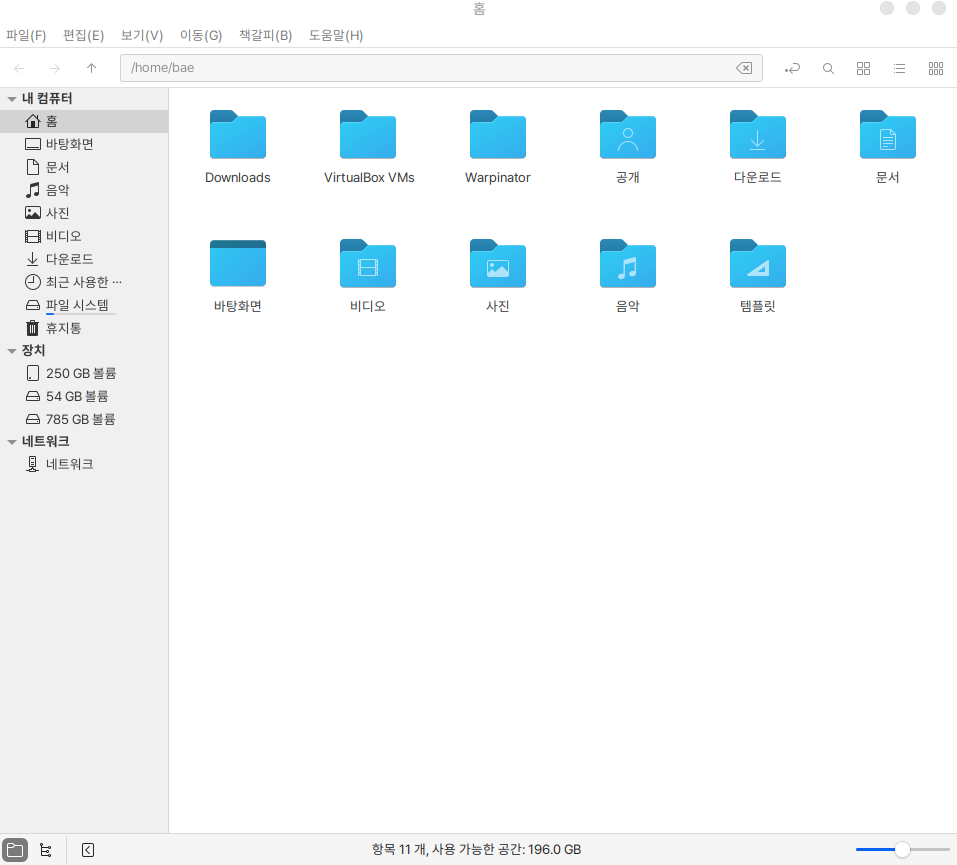 홈
파일(F) 편집(E) 보기(V) 이동(G) 책갈피(B) 도움말(H)
/home/bae
내 컴퓨터
홈
바탕화면
문서
음악
사진
비디오
다운로드
최근 사용한 ⋯
파일 시스템
휴지통
장치
250 GB 볼륨
54 GB 볼륨
785 GB 볼륨
네트워크
네트워크
Downloads VirtualBox VMs Warpinator 공개 다운로드 문서
바탕화면 비디오 사진 음악 템플릿
항목 11 개, 사용 가능한 공간: 196.0 GB